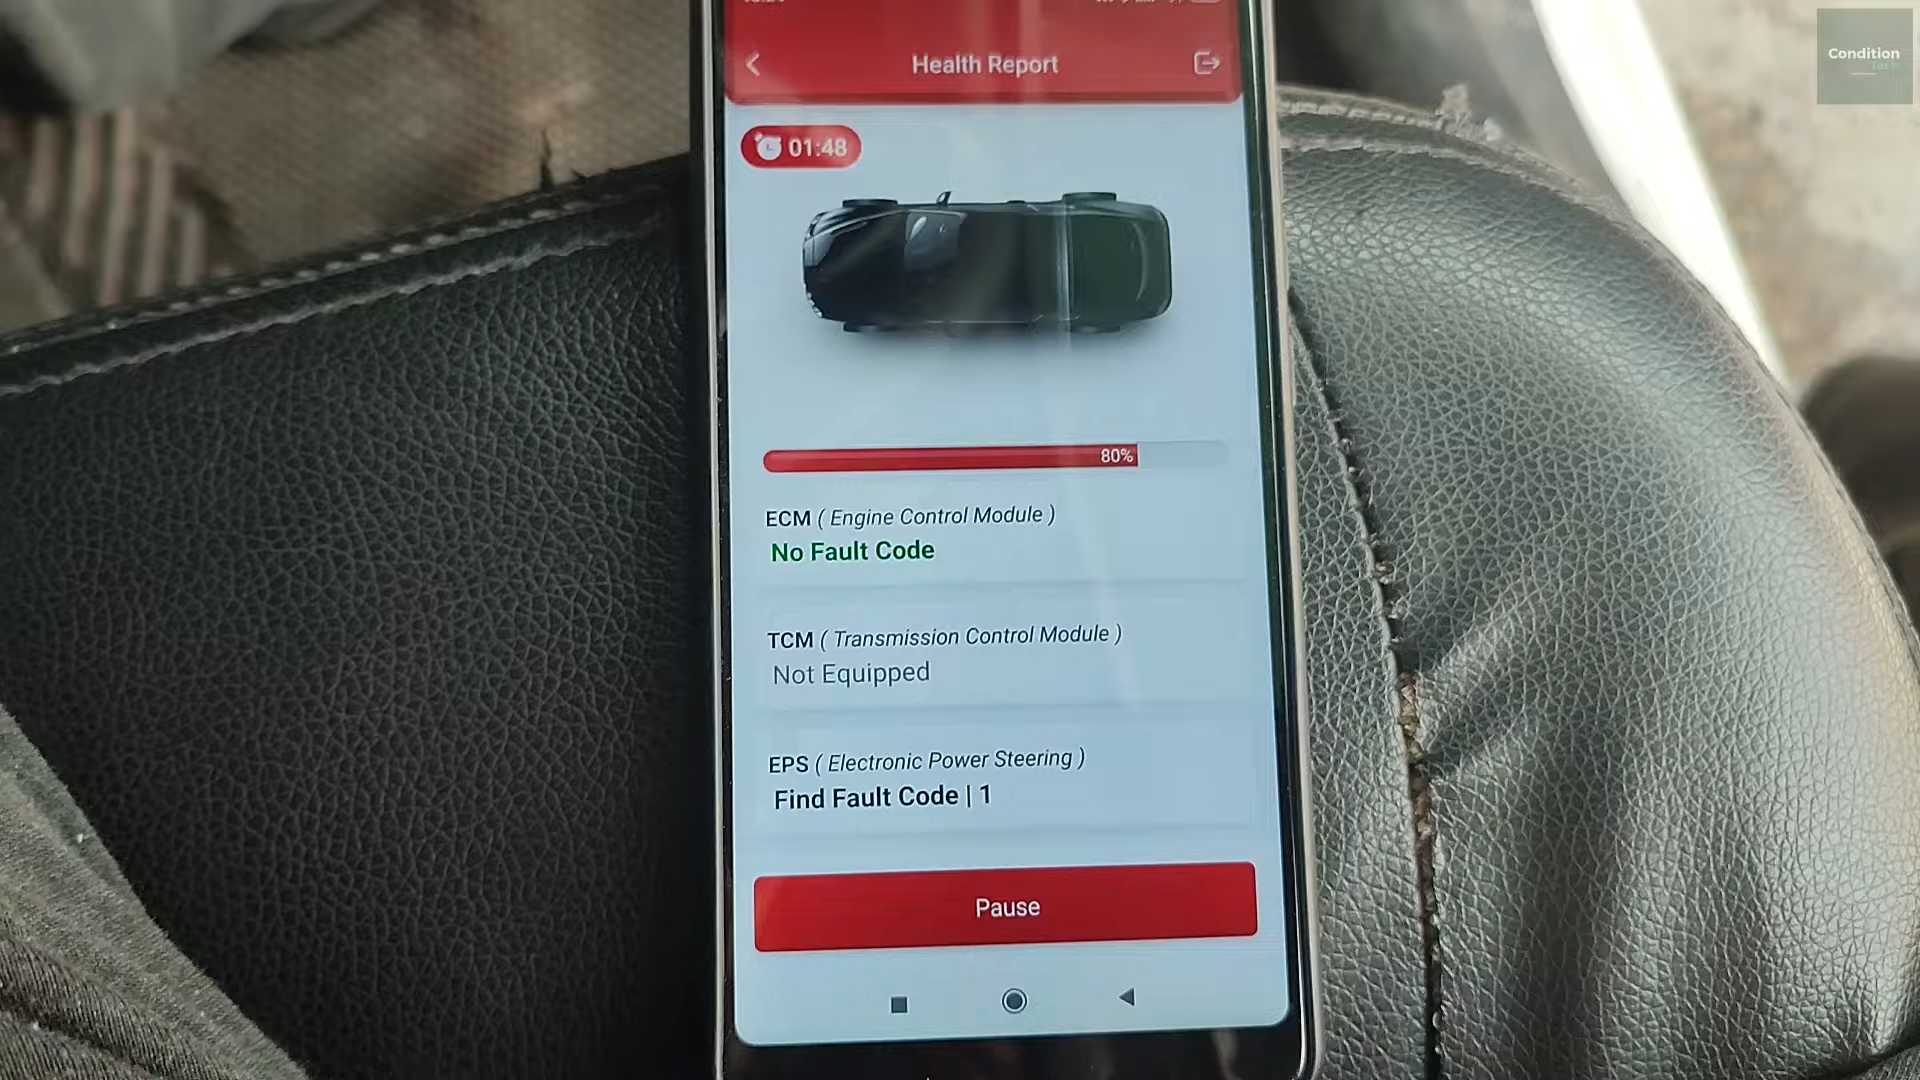 Condition
Health Report
01:48
80%
ECM ( Engine Control Module )
No Fault Code
TCM ( Transmission Control Module )
Not Equipped
EPS ( Electronic Power Steering )
Find Fault Code | 1
Pause